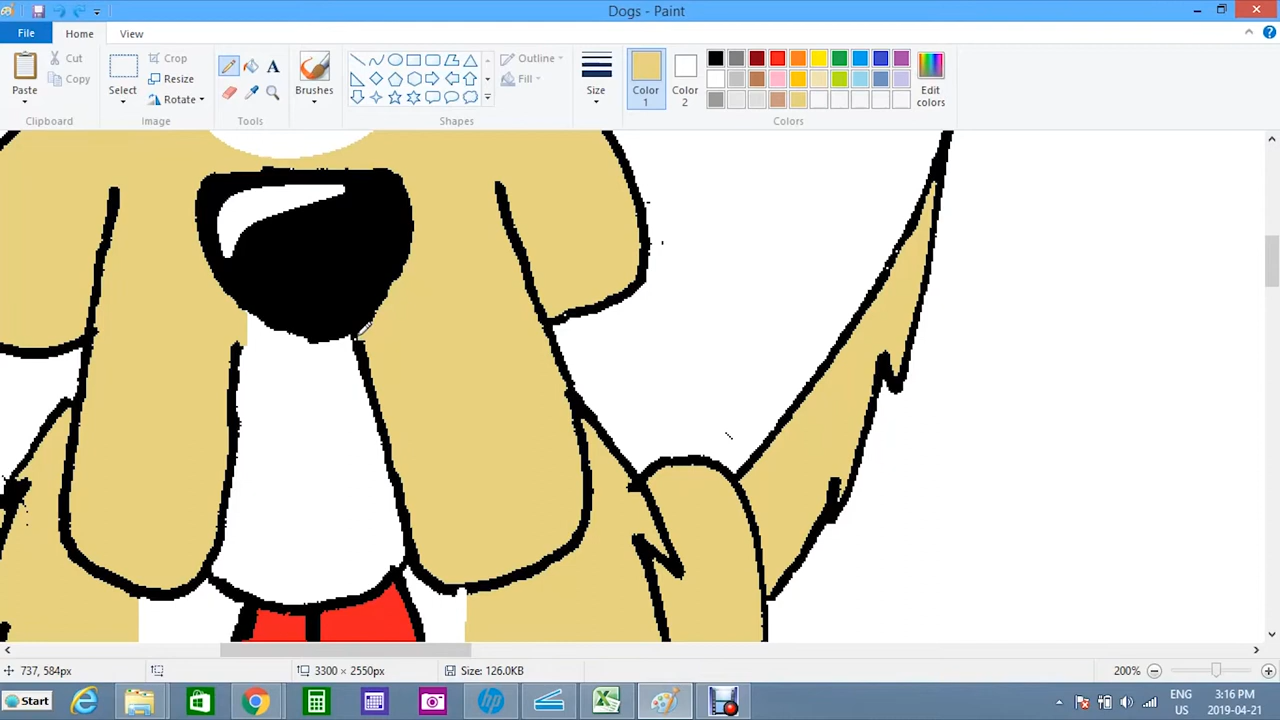 Dogs - Paint
File Home View
Paste
Cut
Copy
Clipboard
Select
Crop
Resize
Rotate
Image
A
Tools
Brushes
Outline
Fill
Shapes
Size
Color
1
Color
2
Edit
colors
Colors
737, 584px
3300 × 2550px
Size: 126.0KB
200%
Start
ENG
US
3:16 PM
2019-04-21